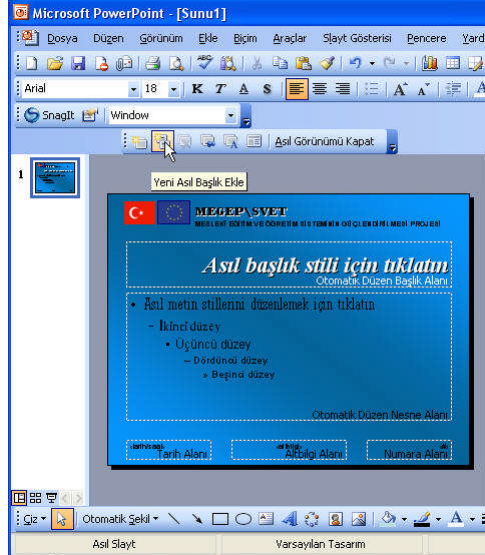 Microsoft PowerPoint - [Sunu1]
Dosya Düzen Görünüm Ekle Biçim Araçlar Slayt Gösterisi Pencere Yard
Arial 18 K T A S A A A
SnagIt Window
Asıl Görünümü Kapat
1
Yeni Asıl Başlık Ekle
MEGEP\SVET
MESLEKİ EĞİTİM VE ÖĞRETİM SİSTEMİNİN GÜÇLENDİRİLMESİ PROJESİ
Asıl başlık stili için tıklatın
Otomatik Düzen Başlık Alanı
• Asıl metin stillerini düzenlemek için tıklatın
– İkinci düzey
• Üçüncü düzey
– Dördüncü düzey
» Beşinci düzey
Otomatik Düzen Nesne Alanı
Tarih Alanı Altbilgi Alanı Numara Alanı
Çiz Otomatik Şekil A
Asıl Slayt Varsayılan Tasarım